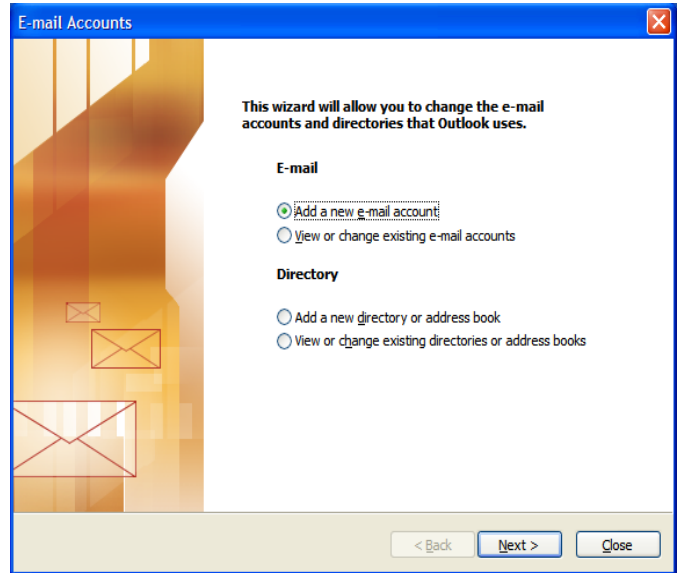 E-mail Accounts
This wizard will allow you to change the e-mail
accounts and directories that Outlook uses.
E-mail
Add a new e-mail account
View or change existing e-mail accounts
Directory
Add a new directory or address book
View or change existing directories or address books
< Back Next > Close